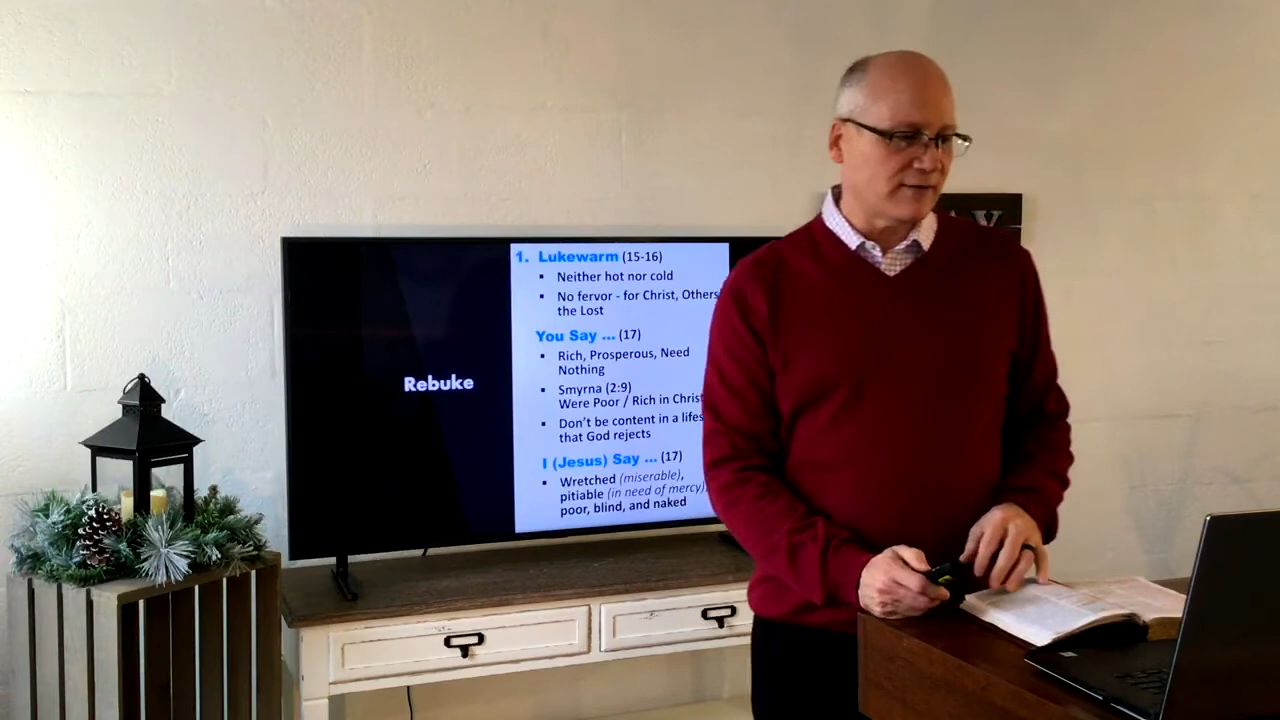 Rebuke
1. Lukewarm (15-16)
▪ Neither hot nor cold
▪ No fervor - for Christ, Others
the Lost
You Say ... (17)
▪ Rich, Prosperous, Need
Nothing
▪ Smyrna (2:9)
Were Poor / Rich in Christ
▪ Don't be content in a
that God rejects
I (Jesus) Say ... (17)
▪ Wretched (miserable),
pitiable (in need of mercy),
poor, blind, and naked